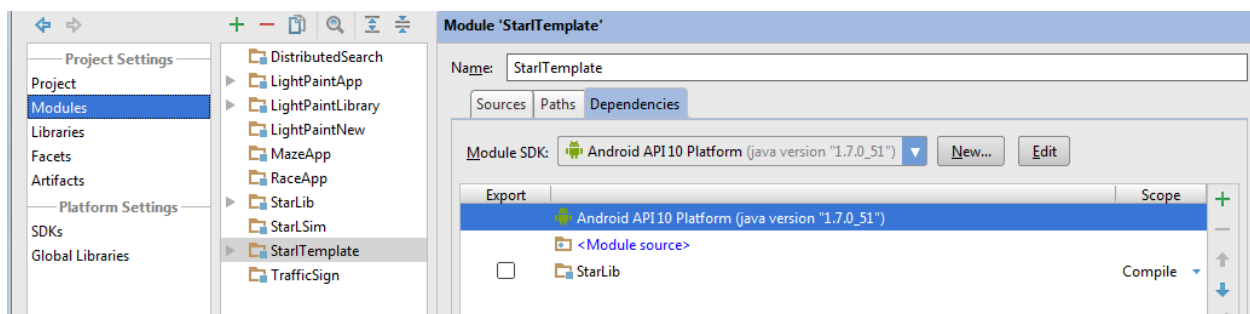 Project Settings
Project
Modules
Libraries
Facets
Artifacts
Platform Settings
SDKs
Global Libraries
DistributedSearch
LightPaintApp
LightPaintLibrary
LightPaintNew
MazeApp
RaceApp
StarLib
StarLSim
StarlTemplate
TrafficSign
Module 'StarlTemplate'
Name: StarlTemplate
Sources Paths Dependencies
Module SDK: Android API 10 Platform (java version "1.7.0_51") New... Edit
Export Scope
Android API 10 Platform (java version "1.7.0_51")
<Module source>
StarLib Compile